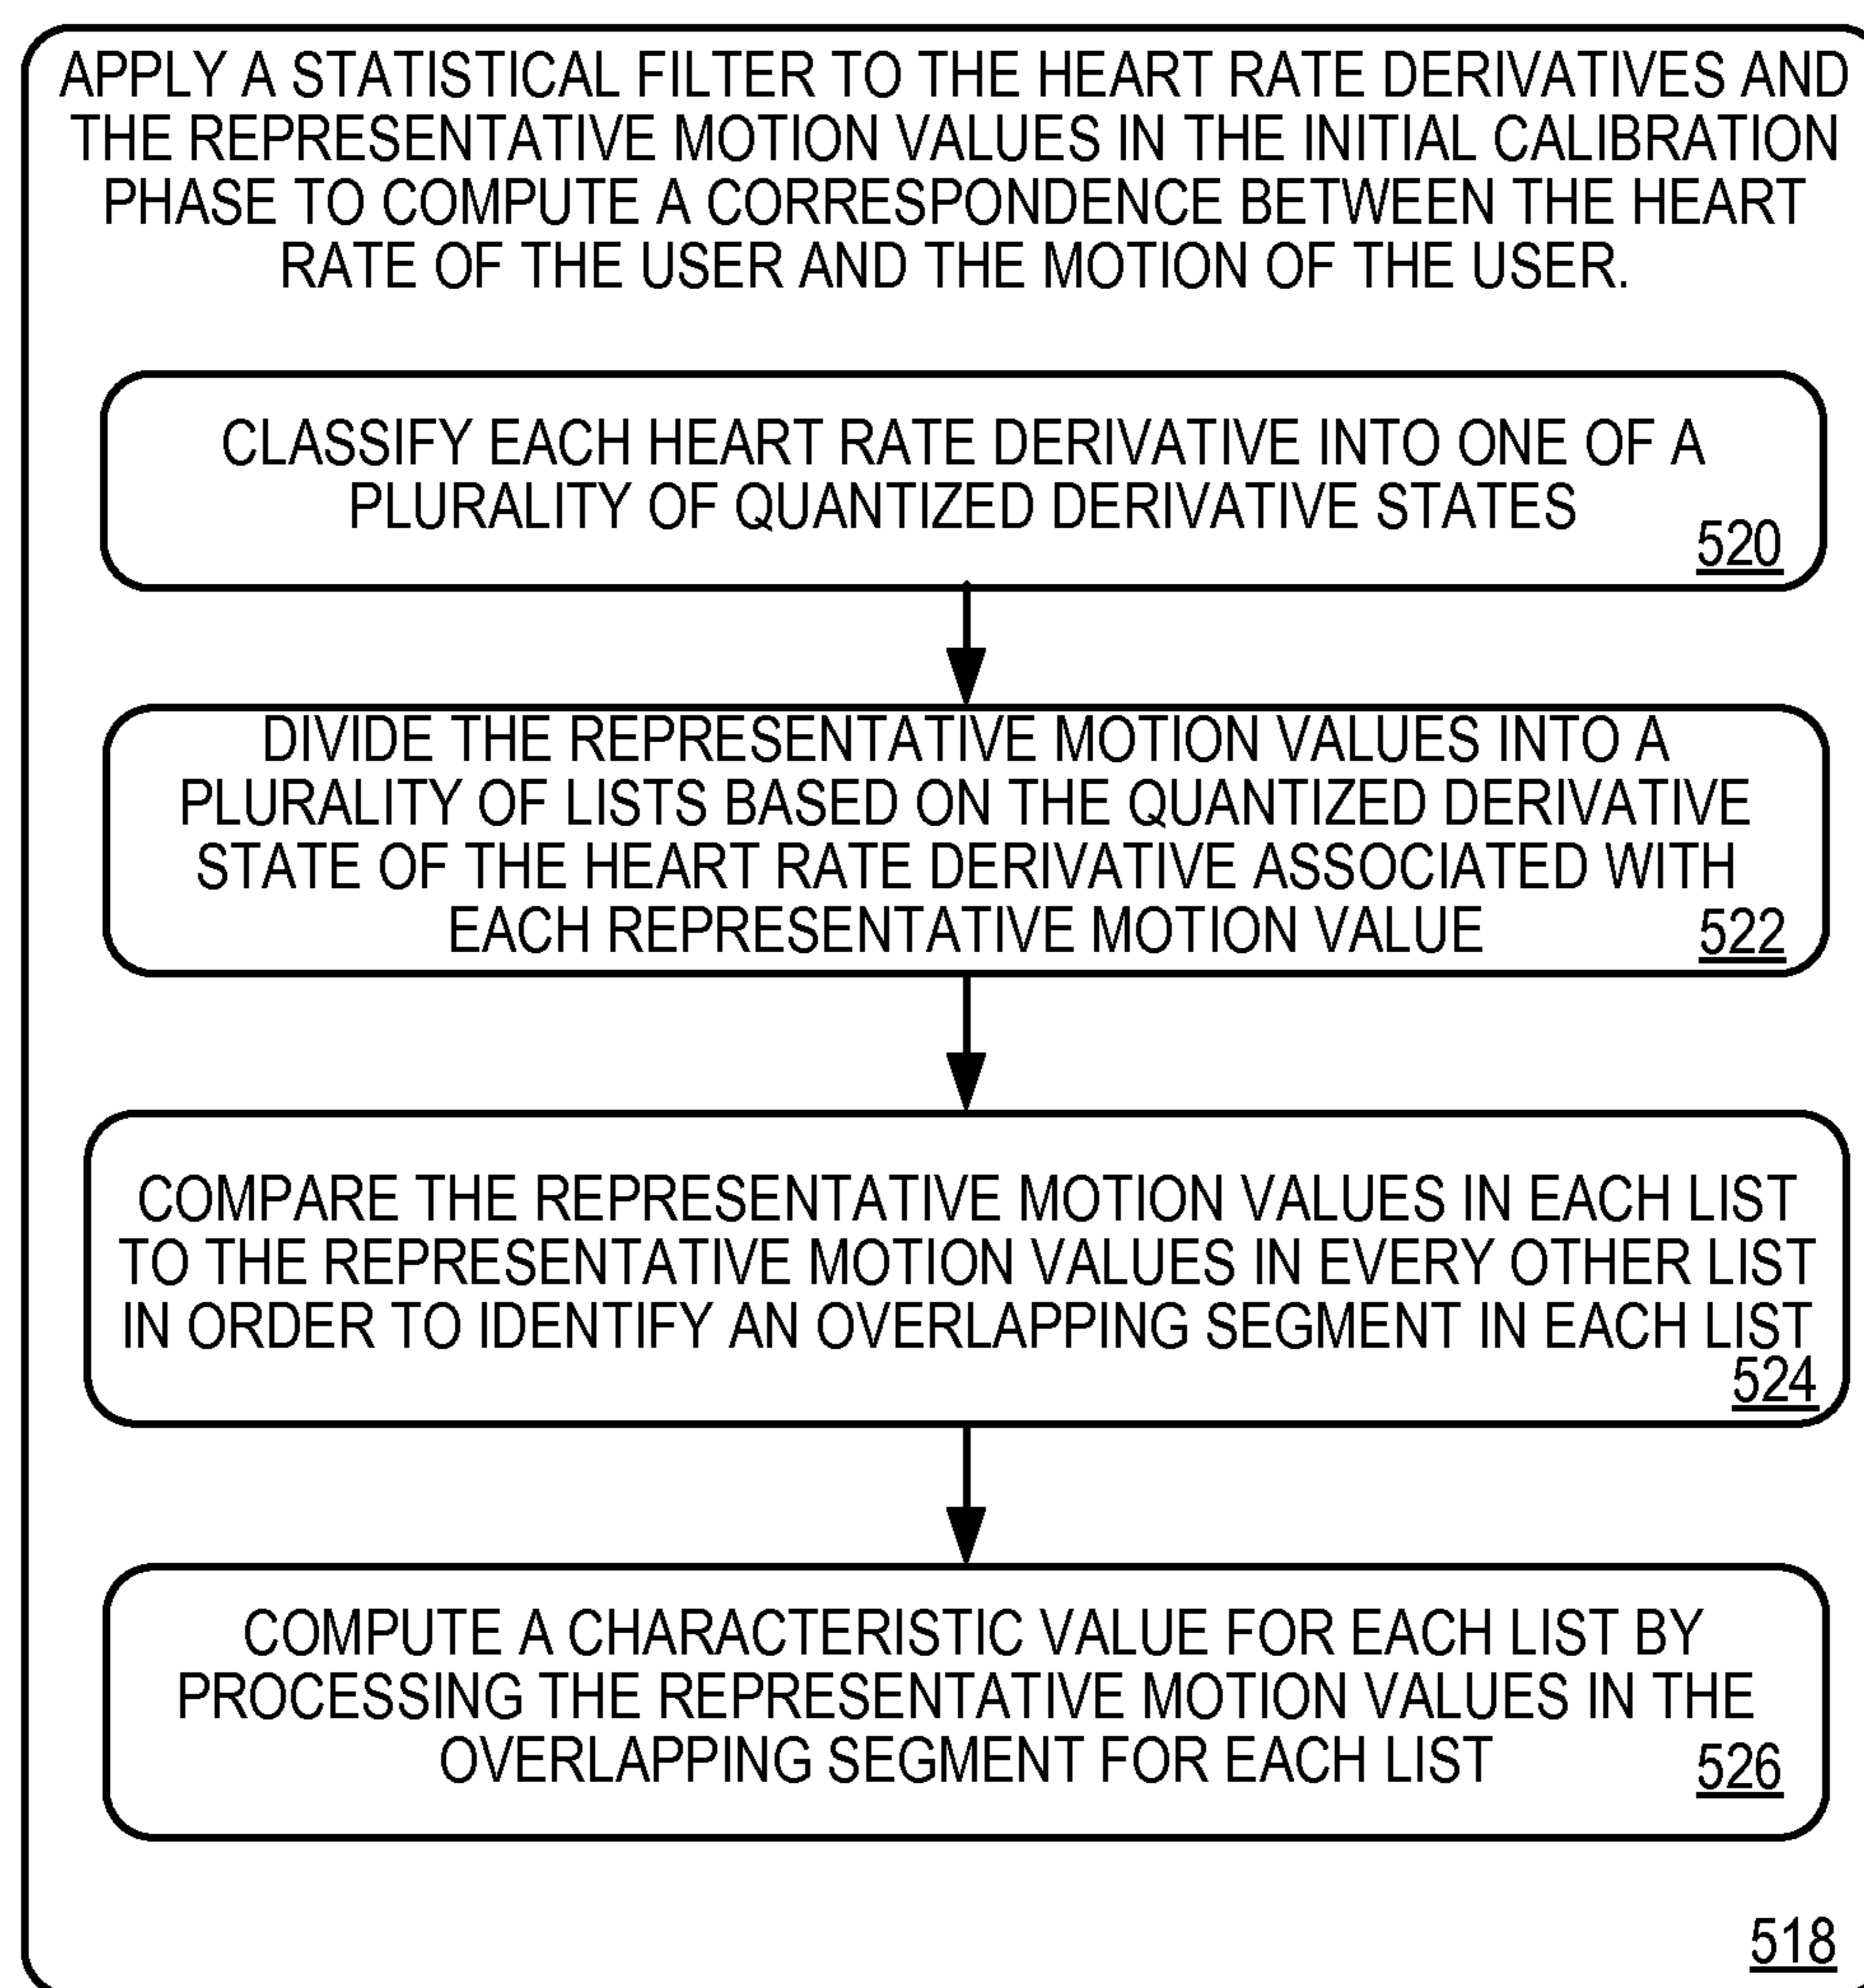 APPLY A STATISTICAL FILTER TO THE HEART RATE DERIVATIVES AND
THE REPRESENTATIVE MOTION VALUES IN THE INITIAL CALIBRATION
PHASE TO COMPUTE A CORRESPONDENCE BETWEEN THE HEART
RATE OF THE USER AND THE MOTION OF THE USER.
CLASSIFY EACH HEART RATE DERIVATIVE INTO ONE OF A
PLURALITY OF QUANTIZED DERIVATIVE STATES
520
DIVIDE THE REPRESENTATIVE MOTION VALUES INTO A
PLURALITY OF LISTS BASED ON THE QUANTIZED DERIVATIVE
STATE OF THE HEART RATE DERIVATIVE ASSOCIATED WITH
EACH REPRESENTATIVE MOTION VALUE
522
COMPARE THE REPRESENTATIVE MOTION VALUES IN EACH LIST
TO THE REPRESENTATIVE MOTION VALUES IN EVERY OTHER LIST
IN ORDER TO IDENTIFY AN OVERLAPPING SEGMENT IN EACH LIST
524
COMPUTE A CHARACTERISTIC VALUE FOR EACH LIST BY
PROCESSING THE REPRESENTATIVE MOTION VALUES IN THE
OVERLAPPING SEGMENT FOR EACH LIST
526
518